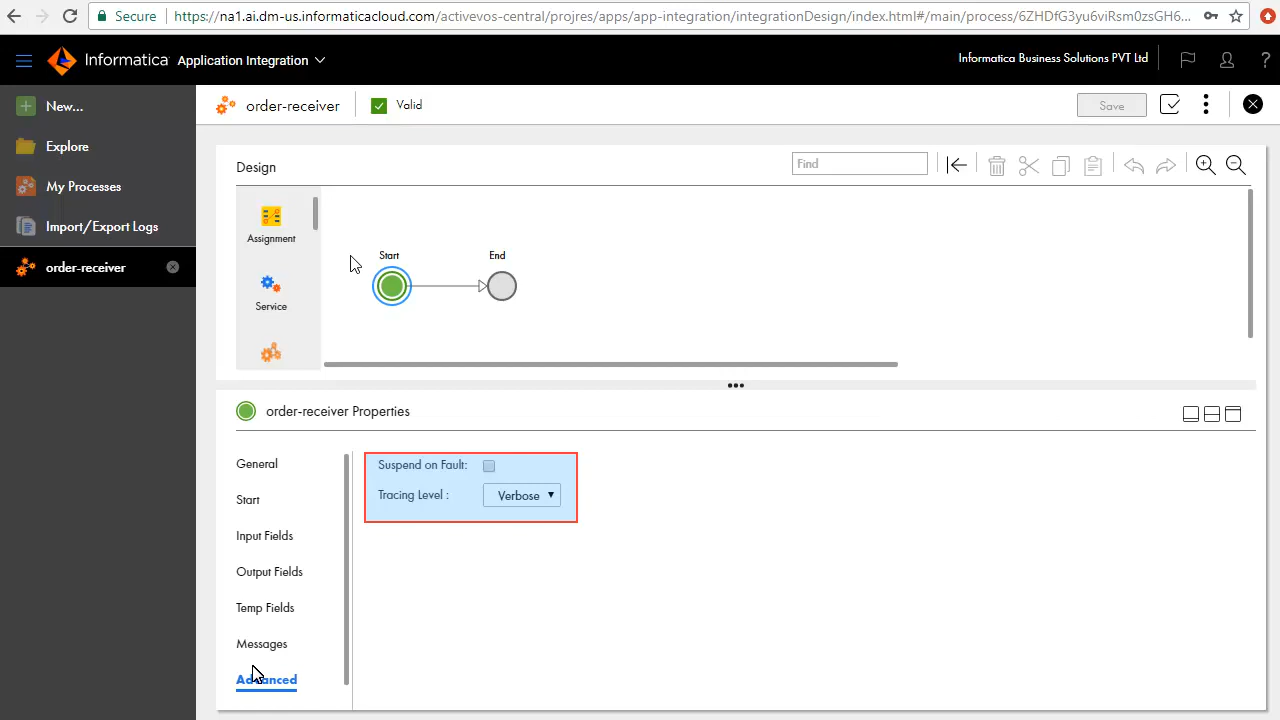 Secure
https://na1.ai.dm-us.informaticacloud.com/activevos-central/projres/apps/app-integration/integrationDesign/index.html#/main/process/6ZHDfG3yu6viRsm0zsGH6...
Informatica Application Integration
Informatica Business Solutions PVT Ltd
?
New...
Explore
My Processes
Import/Export Logs
order-receiver
order-receiver
Valid
Save
Design
Find
Assignment
Service
Start
End
order-receiver Properties
General
Start
Input Fields
Output Fields
Temp Fields
Messages
Advanced
Suspend on Fault:
Tracing Level :
Verbose